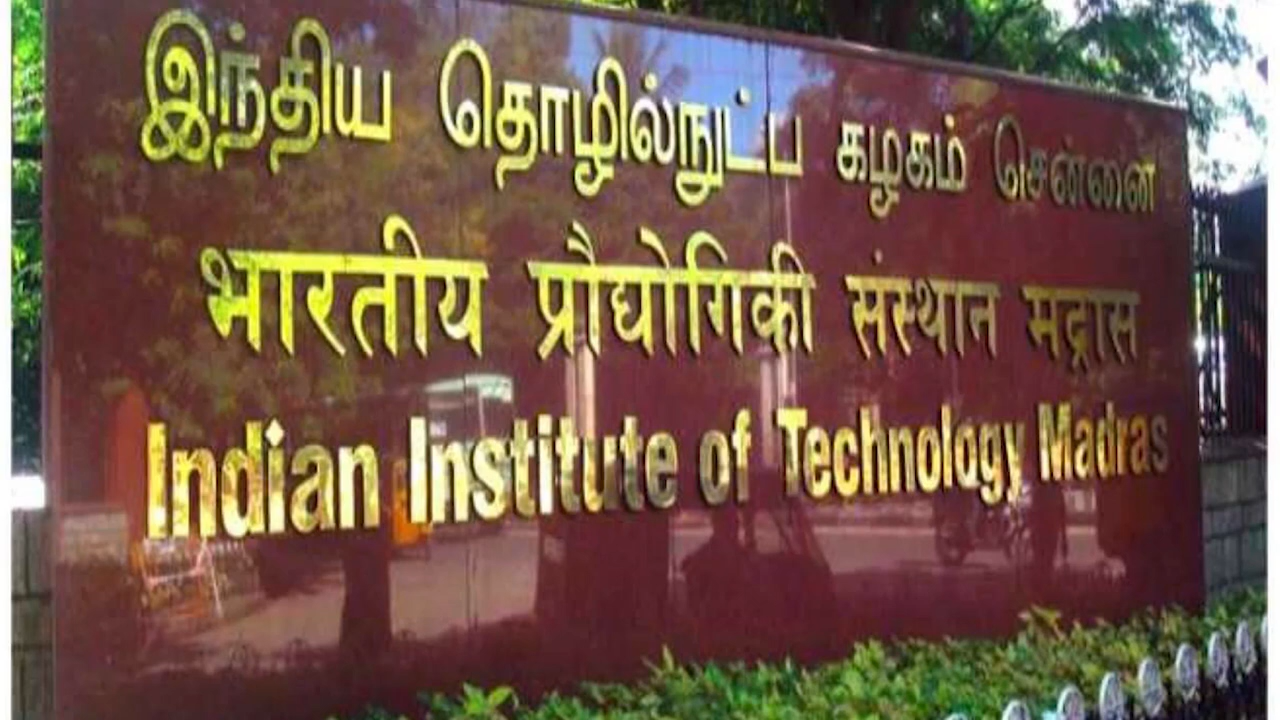 இந்திய தொழில்நுட்ப கழகம் சென்னை
भारतीय प्रौद्योगिकी संस्थान मद्रास
Indian Institute of Technology Madras